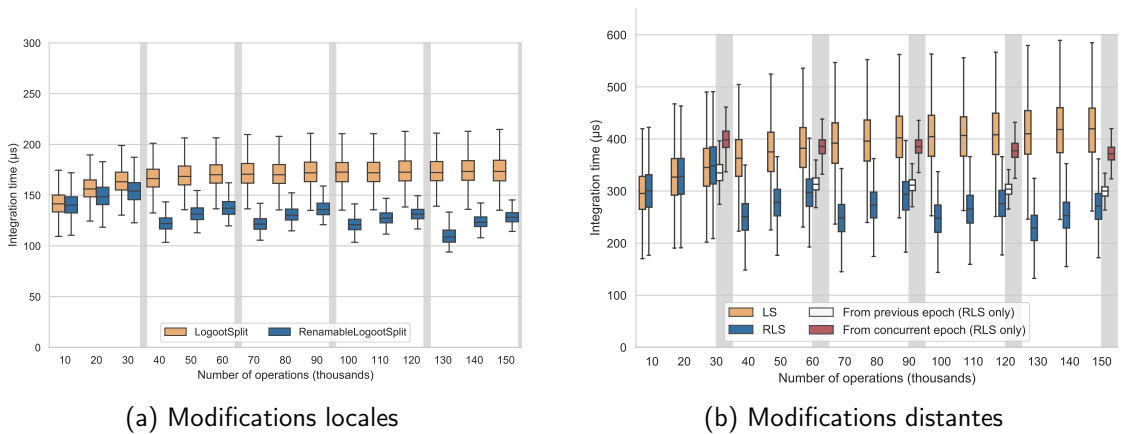 300
250
200
150
100
50
0
Integration time (µs)
LogootSplit
RenamableLogootSplit
10 20 30 40 50 60 70 80 90 100 110 120 130 140 150
Number of operations (thousands)
(a) Modifications locales
600
500
400
300
200
100
0
Integration time (µs)
LS
RLS
From previous epoch (RLS only)
From concurrent epoch (RLS only)
10 20 30 40 50 60 70 80 90 100 110 120 130 140 150
Number of operations (thousands)
(b) Modifications distantes